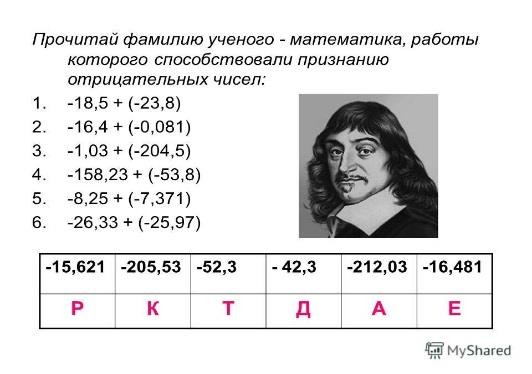 Прочитай фамилию ученого - математика, работы
которого способствовали признанию
отрицательных чисел:
1. -18,5 + (-23,8)
2. -16,4 + (-0,081)
3. -1,03 + (-204,5)
4. -158,23 + (-53,8)
5. -8,25 + (-7,371)
6. -26,33 + (-25,97)
-15,621 -205,53 -52,3 - 42,3 -212,03 -16,481
Р К Т Д А Е
MyShared